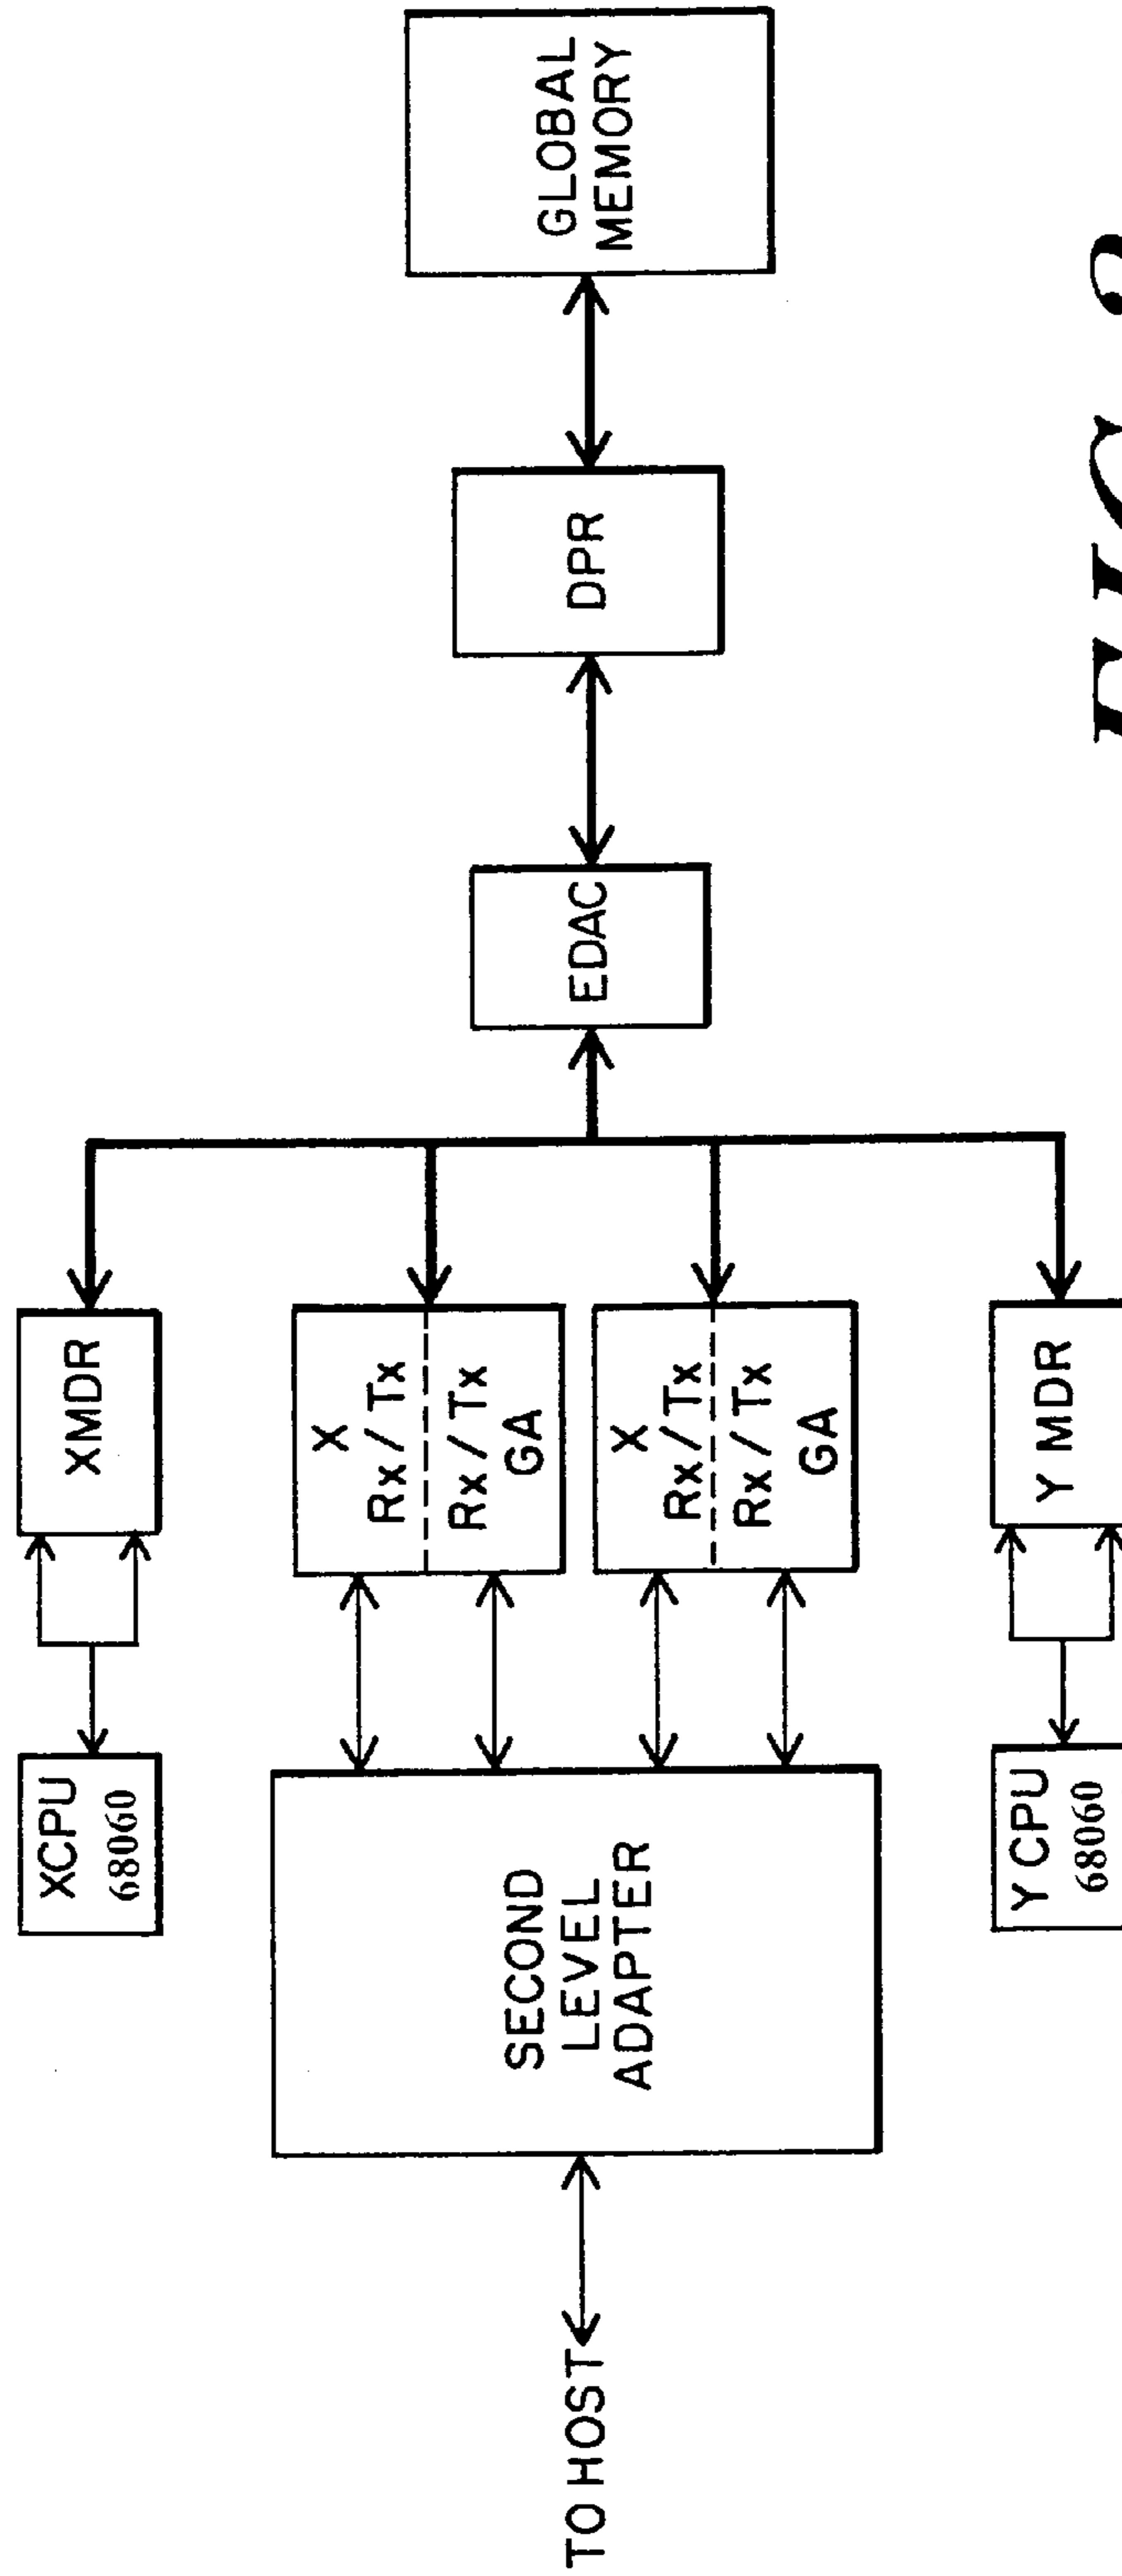 XCPU
68060
XMDR
X
Rx/Tx
Rx/Tx
GA
TO HOST
SECOND
LEVEL
ADAPTER
EDAC
DPR
GLOBAL
MEMORY
X
Rx/Tx
Rx/Tx
GA
Y CPU
68060
Y MDR
FIG.